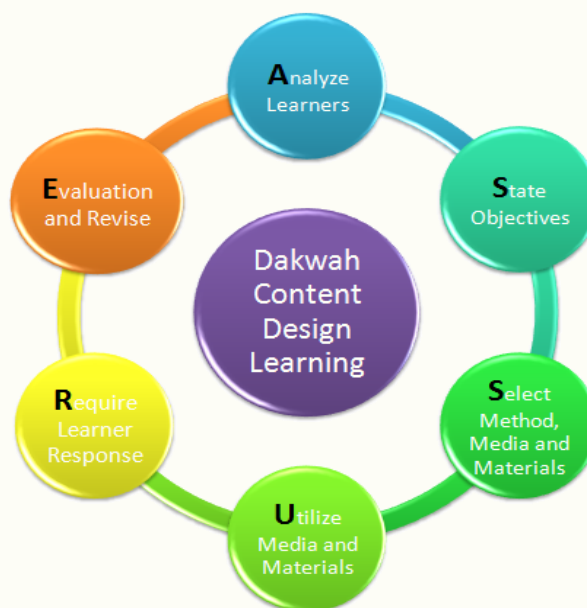 Analyze
Learners
State
Objectives
Select
Method,
Media and
Materials
Utilize
Media and
Materials
Require
Learner
Response
Evaluation
and Revise
Dakwah
Content
Design
Learning